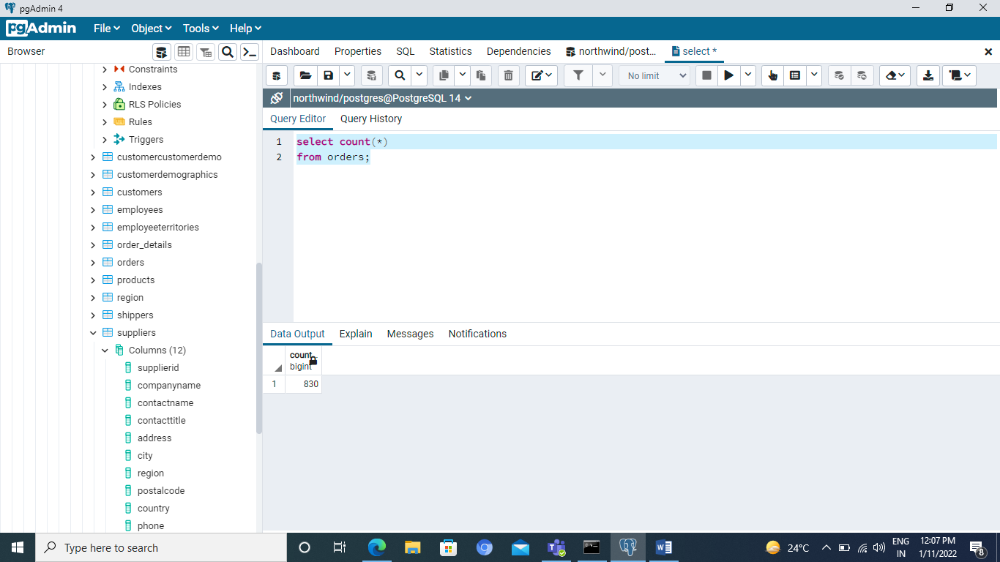 pgAdmin 4
pgAdmin File Object Tools Help
Browser
Dashboard Properties SQL Statistics Dependencies northwind/post... select *
No limit
northwind/postgres@PostgreSQL 14
Query Editor Query History
Constraints
Indexes
RLS Policies
Rules
Triggers
customercustomerdemo
customerdemographics
customers
employees
employeeterritories
order_details
orders
products
region
shippers
suppliers
Columns (12)
supplierid
companyname
contactname
contacttitle
address
city
region
postalcode
country
phone
1 select count(*)
2 from orders;
Data Output Explain Messages Notifications
count
bigint
1 830
Type here to search
24°C
ENG
IN
12:07 PM
1/11/2022
8